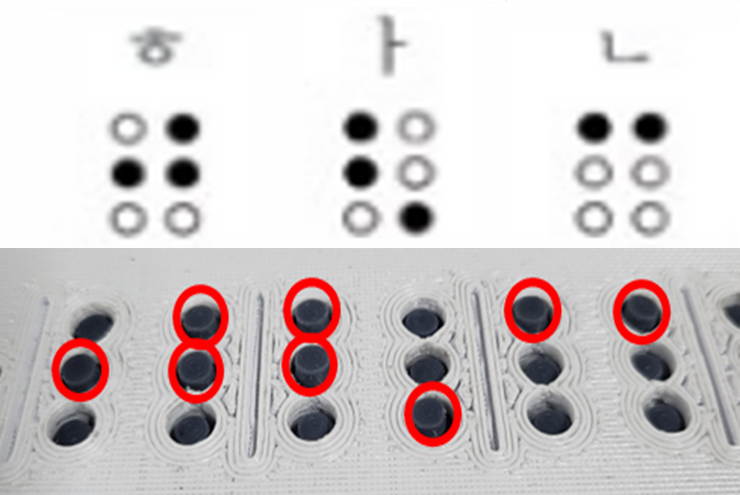 ㅎ ㅏ ㄴ